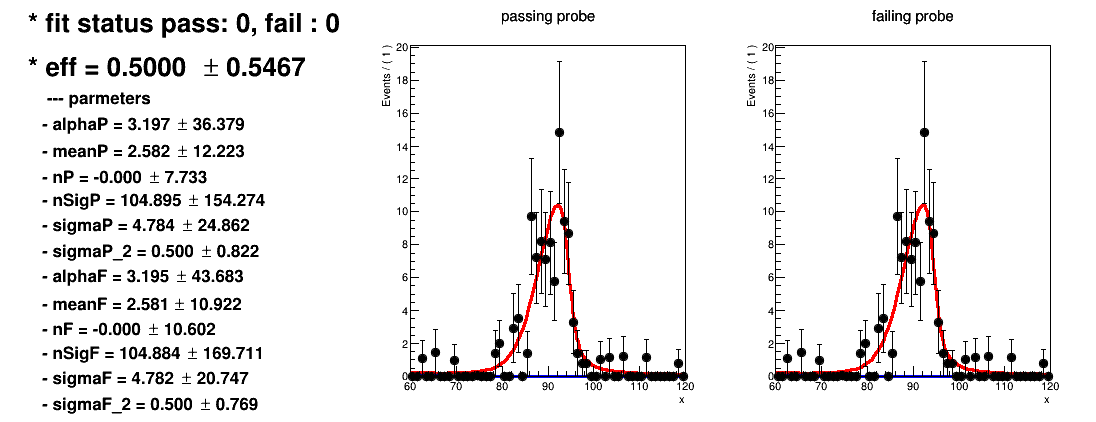 * fit status pass: 0, fail : 0
* eff = 0.5000 ± 0.5467
--- parmeters
- alphaP = 3.197 ± 36.379
- meanP = 2.582 ± 12.223
- nP = -0.000 ± 7.733
- nSigP = 104.895 ± 154.274
- sigmaP = 4.784 ± 24.862
- sigmaP_2 = 0.500 ± 0.822
- alphaF = 3.195 ± 43.683
- meanF = 2.581 ± 10.922
- nF = -0.000 ± 10.602
- nSigF = 104.884 ± 169.711
- sigmaF = 4.782 ± 20.747
- sigmaF_2 = 0.500 ± 0.769
passing probe
Events / ( 1 )
20
18
16
14
12
10
8
6
4
2
0
60 70 80 90 100 110 120
x
failing probe
Events / ( 1 )
20
18
16
14
12
10
8
6
4
2
0
60 70 80 90 100 110 120
x